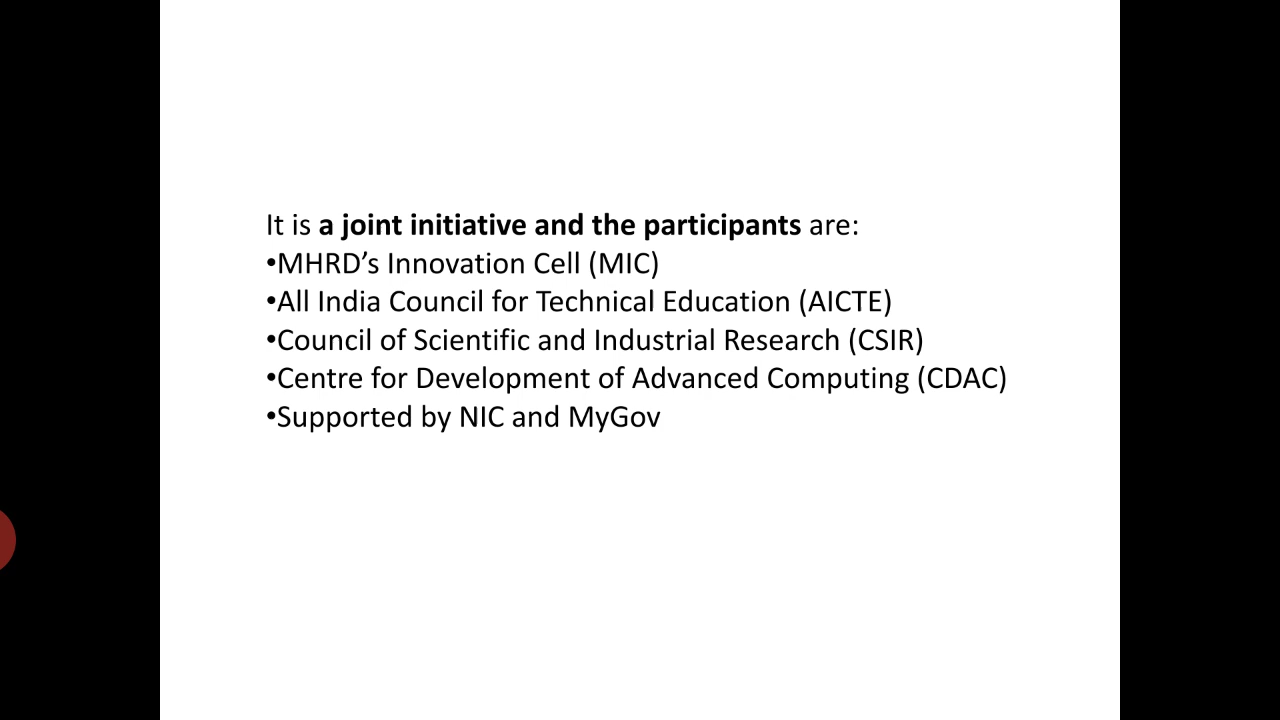 It is a joint initiative and the participants are:
•MHRD’s Innovation Cell (MIC)
•All India Council for Technical Education (AICTE)
•Council of Scientific and Industrial Research (CSIR)
•Centre for Development of Advanced Computing (CDAC)
•Supported by NIC and MyGov